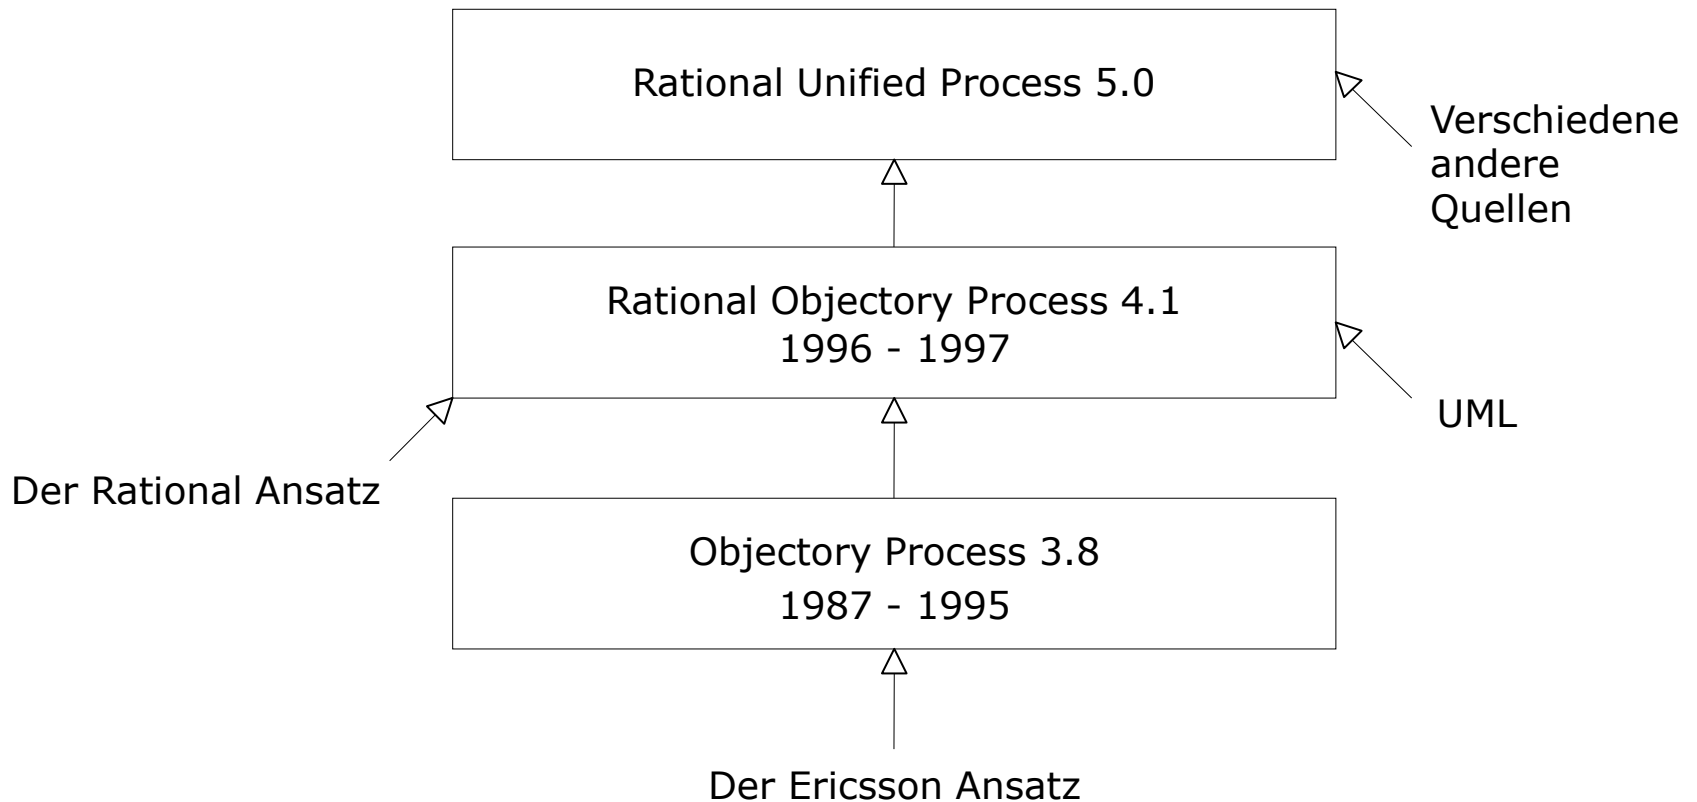 Rational Unified Process 5.0
Verschiedene
andere
Quellen
Rational Objectory Process 4.1
1996 - 1997
UML
Der Rational Ansatz
Objectory Process 3.8
1987 - 1995
Der Ericsson Ansatz